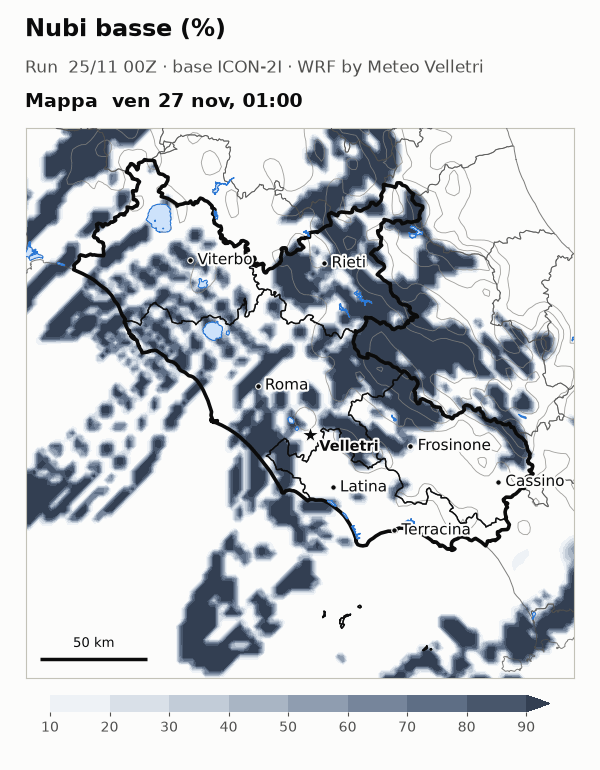 Nubi basse (%)
Run 25/11 00Z · base ICON-2I · WRF by Meteo Velletri
Mappa ven 27 nov, 01:00
Viterbo
Rieti
Roma
Velletri
Frosinone
Cassino
Latina
Terracina
50 km
10 20 30 40 50 60 70 80 90